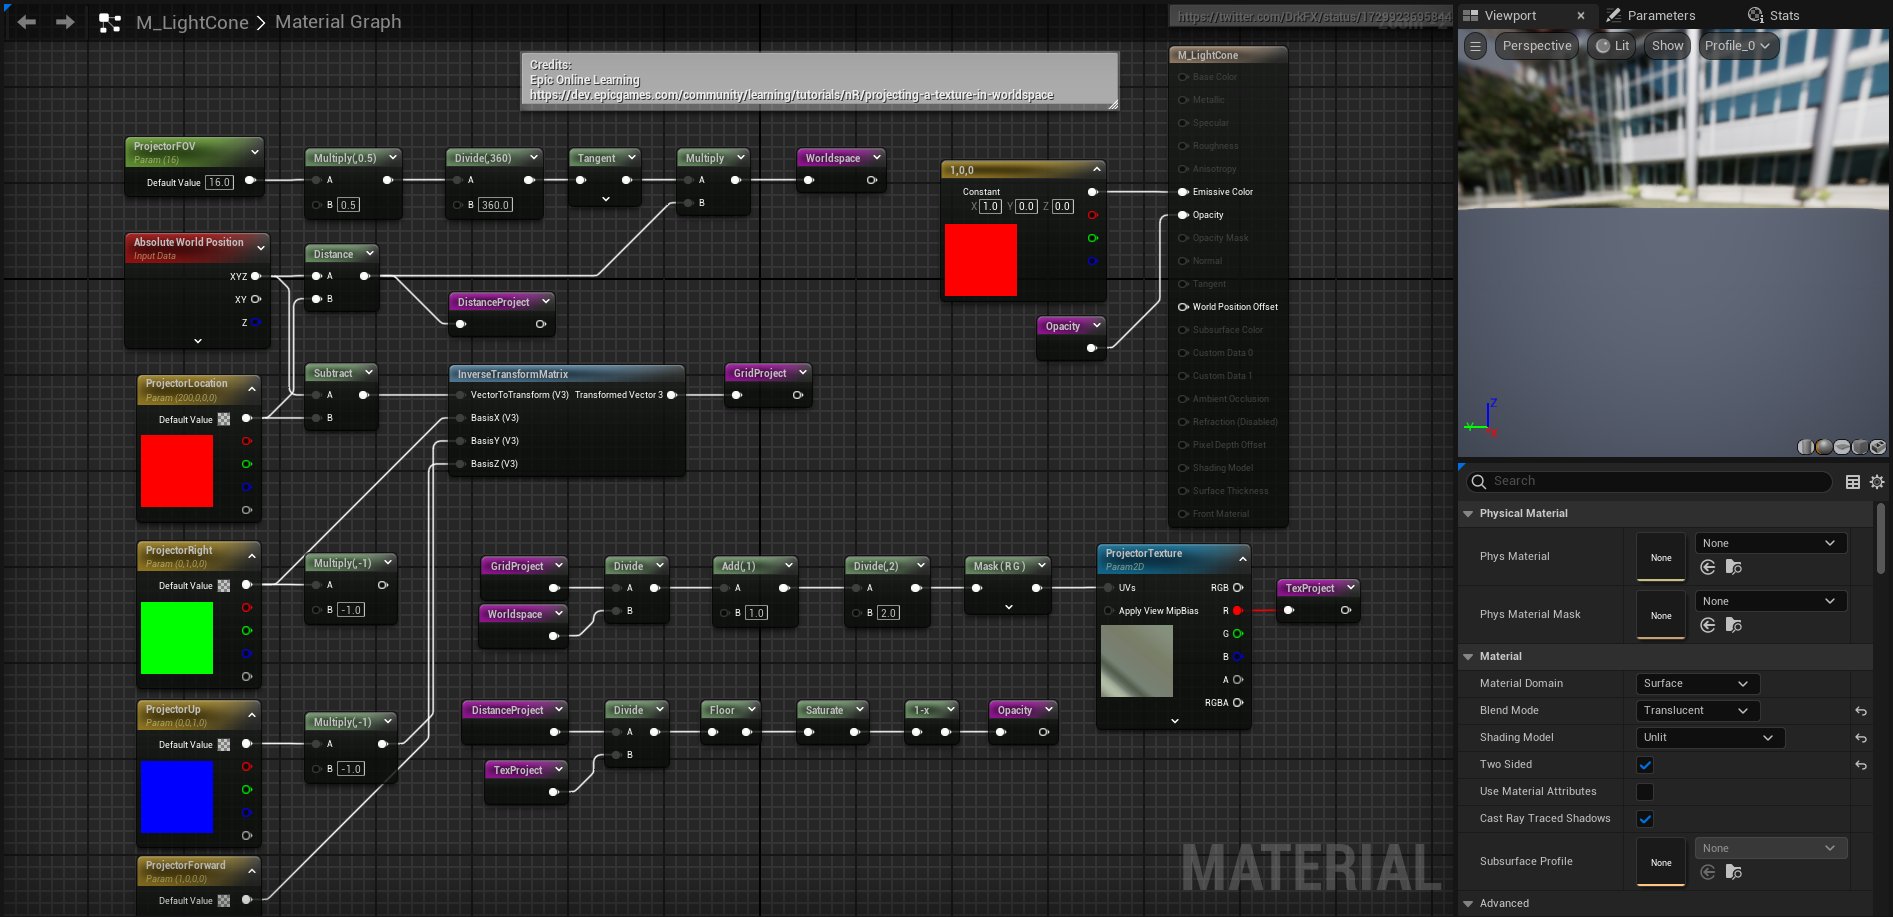 M_LightCone > Material Graph
https://twitter.com/DrkFX/status/1729923695844
Credits:
Epic Online Learning
https://dev.epicgames.com/community/learning/tutorials/nR/projecting-a-texture-in-worldspace
ProjectorFOV
Param (16)
Default Value 16.0
Multiply(,0.5)
A
B 0.5
Divide(,360)
A
B 360.0
Tangent
Multiply
A
B
Worldspace
Absolute World Position
Input Data
XYZ
XY
Z
Distance
A
B
DistanceProject
ProjectorLocation
Param (200,0,0,0)
Default Value
Subtract
A
B
InverseTransformMatrix
VectorToTransform (V3) Transformed Vector 3
BasisX (V3)
BasisY (V3)
BasisZ (V3)
GridProject
ProjectorRight
Param (0,1,0,0)
Default Value
Multiply(,-1)
A
B -1.0
ProjectorUp
Param (0,0,1,0)
Default Value
Multiply(,-1)
A
B -1.0
ProjectorForward
Param (1,0,0,0)
Default Value
1,0,0
Constant
X 1.0 Y 0.0 Z 0.0
Opacity
M_LightCone
Base Color
Metallic
Specular
Roughness
Anisotropy
Emissive Color
Opacity
Opacity Mask
Normal
Tangent
World Position Offset
Subsurface Color
Custom Data 0
Custom Data 1
Ambient Occlusion
Refraction (Disabled)
Pixel Depth Offset
Shading Model
Surface Thickness
Front Material
GridProject
Worldspace
Divide
A
B
Add(,1)
A
B 1.0
Divide(,2)
A
B 2.0
Mask ( R G )
ProjectorTexture
Param2D
UVs RGB
Apply View MipBias R
G
B
A
RGBA
TexProject
DistanceProject
TexProject
Divide
A
B
Floor
Saturate
1-x
Opacity
MATERIAL
Viewport
Parameters
Stats
Perspective
Lit
Show
Profile_0
Z
Search
Physical Material
Phys Material
None
None
Phys Material Mask
None
None
Material
Material Domain Surface
Blend Mode Translucent
Shading Model Unlit
Two Sided
Use Material Attributes
Cast Ray Traced Shadows
Subsurface Profile
None
None
Advanced